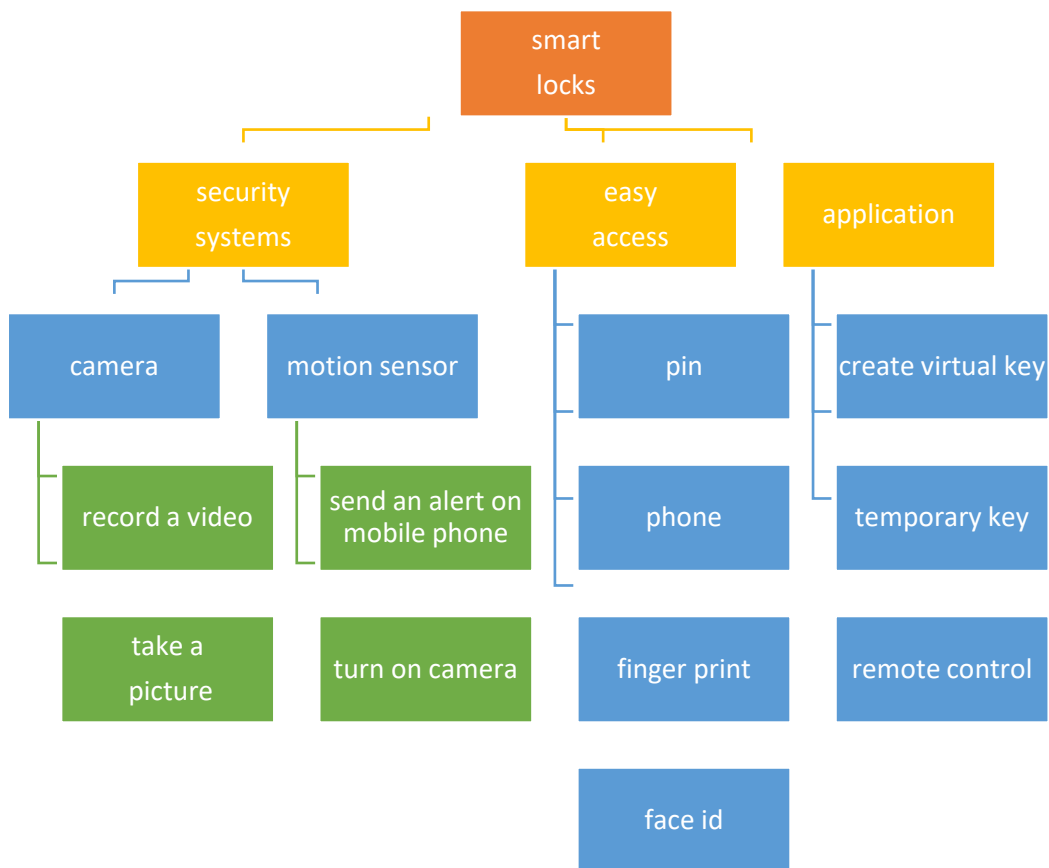 smart
locks
security
systems
easy
access
application
camera
motion sensor
pin
create virtual key
record a video
send an alert on
mobile phone
phone
temporary key
take a
picture
turn on camera
finger print
remote control
face id